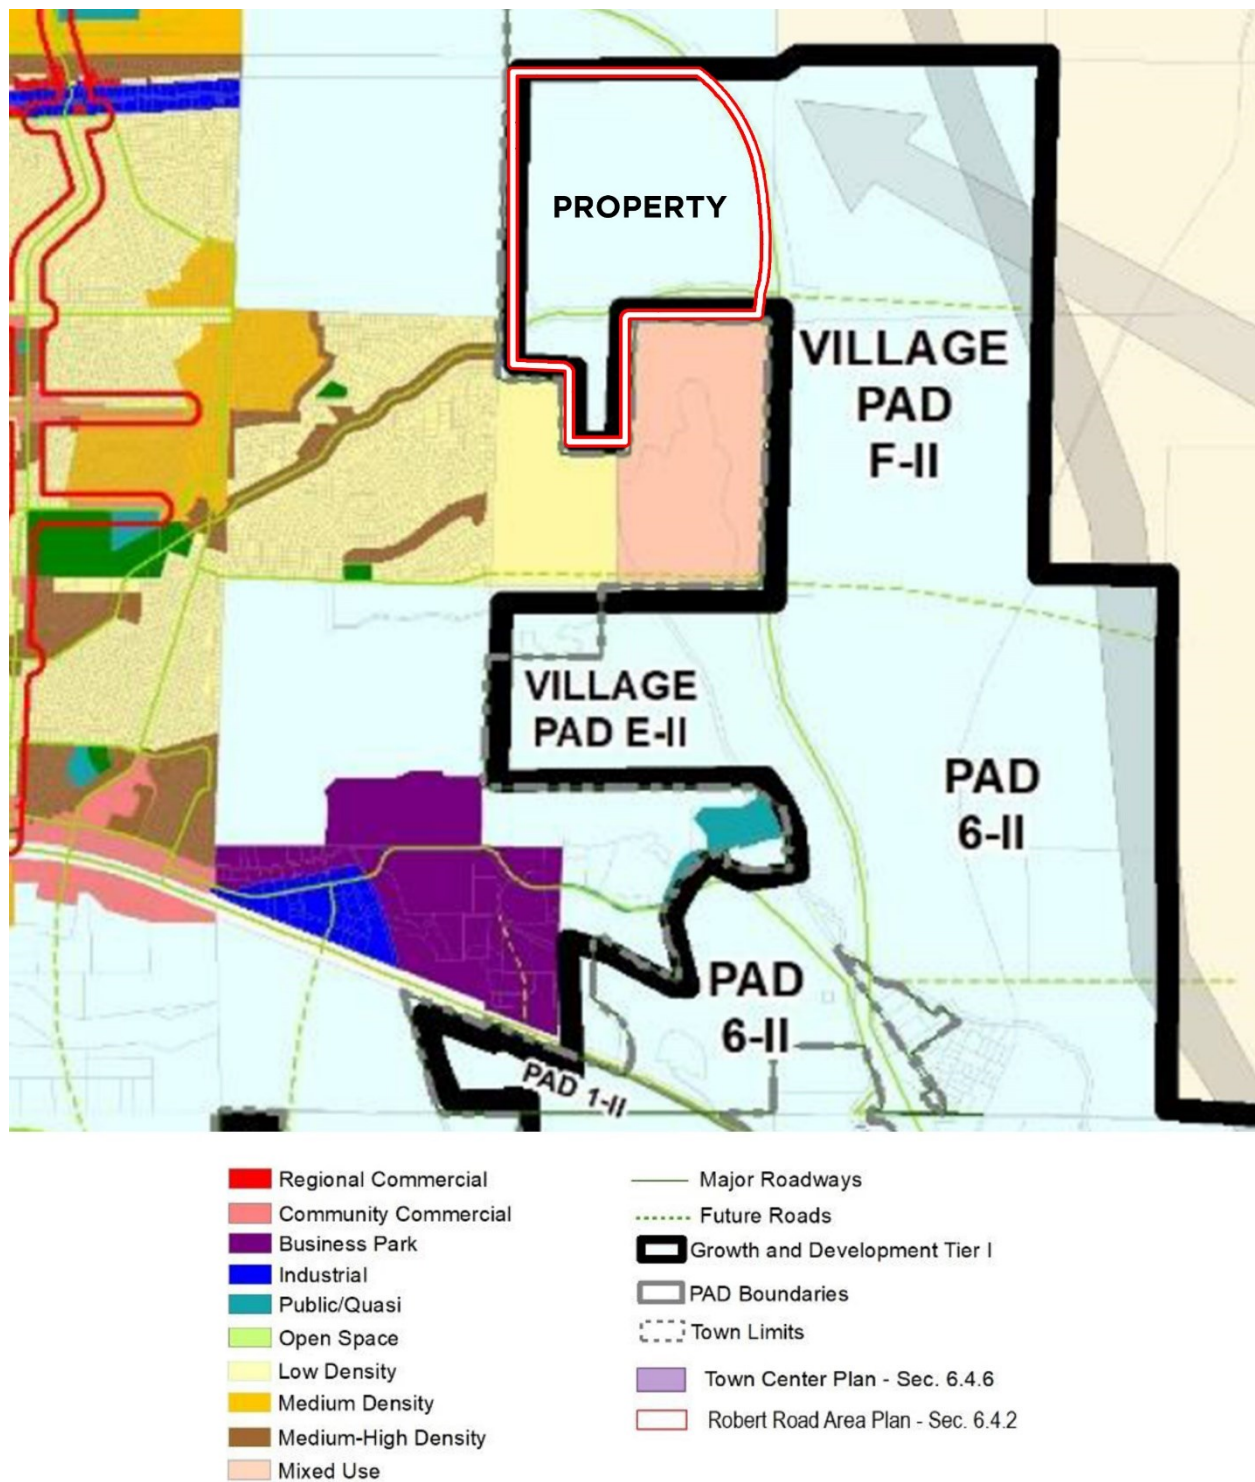 PROPERTY
VILLAGE
PAD
F-II
VILLAGE
PAD E-II
PAD
6-II
PAD
6-II
PAD 1-II
Regional Commercial
Community Commercial
Business Park
Industrial
Public/Quasi
Open Space
Low Density
Medium Density
Medium-High Density
Mixed Use
Major Roadways
Future Roads
Growth and Development Tier I
PAD Boundaries
Town Limits
Town Center Plan - Sec. 6.4.6
Robert Road Area Plan - Sec. 6.4.2